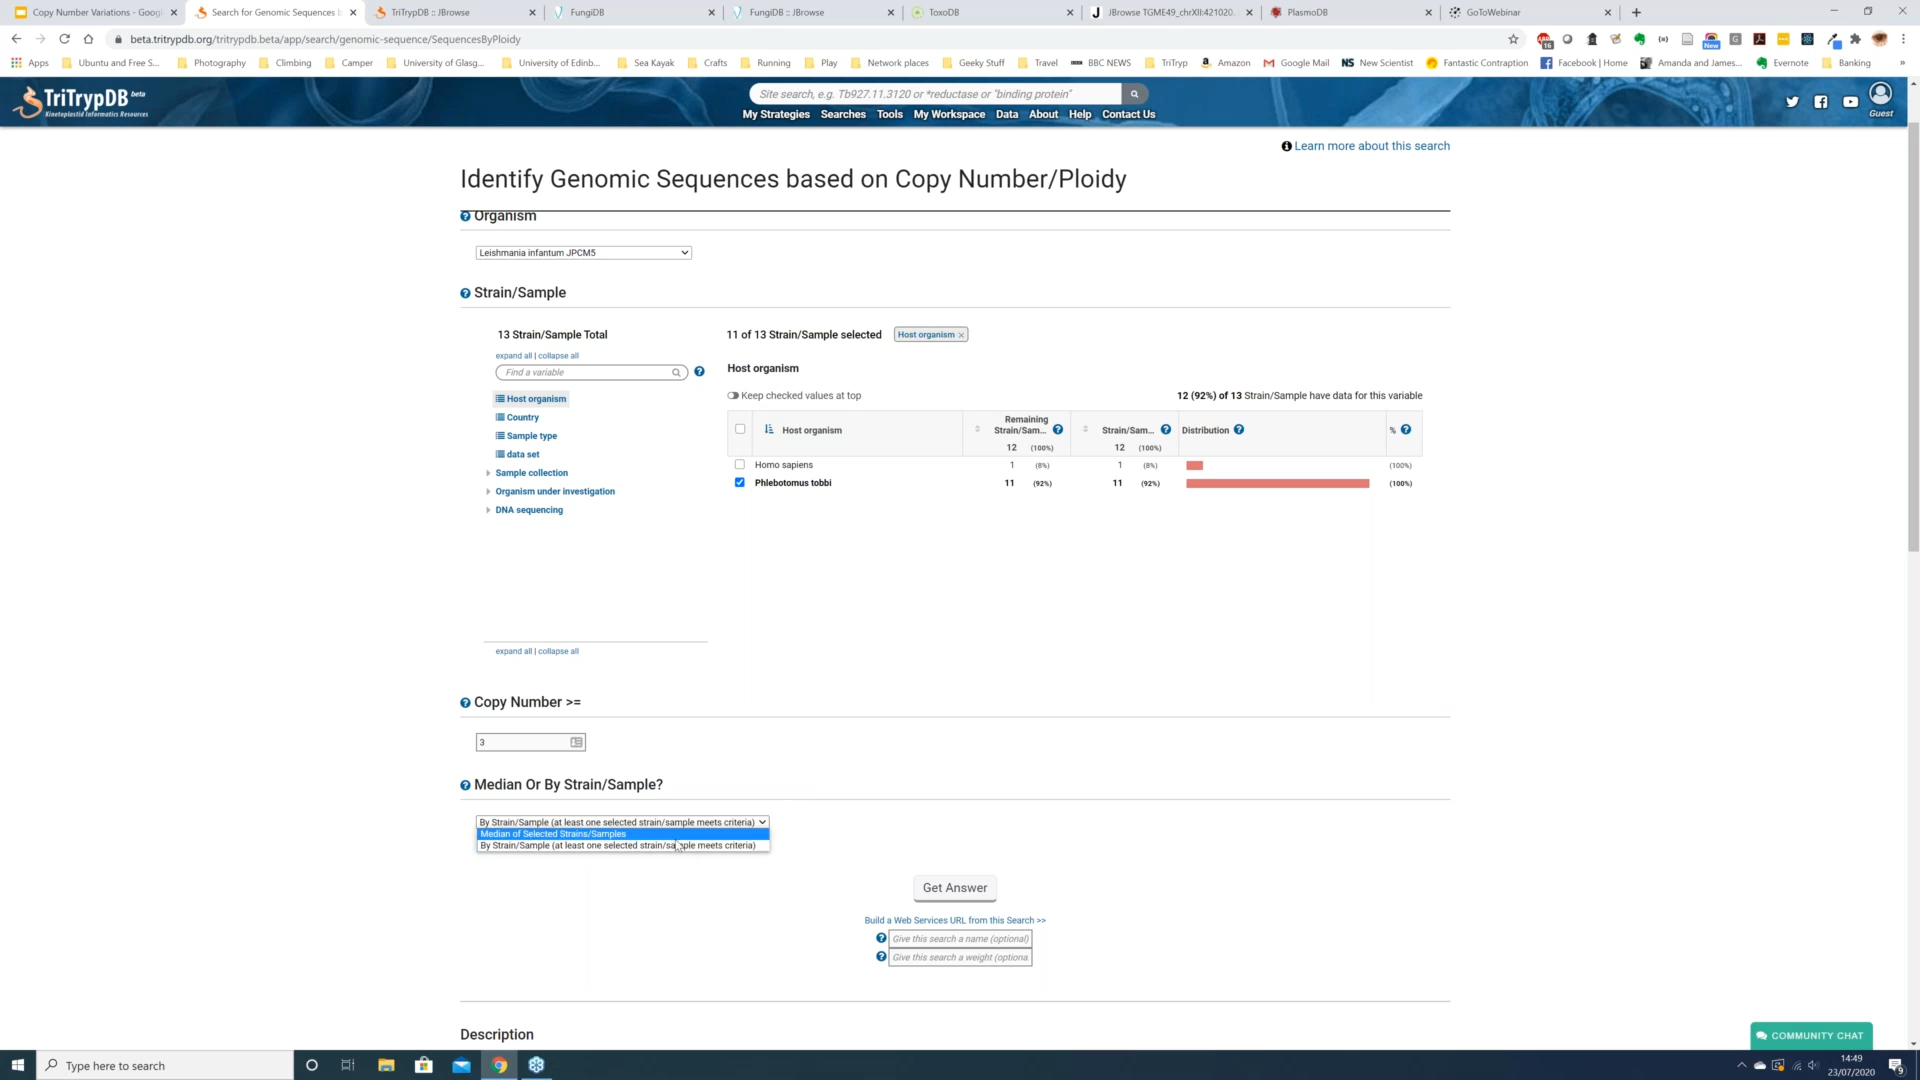 Copy Number Variations - Googl
Search for Genomic Sequences b
TriTrypDB :: JBrowse
FungiDB
FungiDB :: JBrowse
ToxoDB
JBrowse TGME49_chrXII:421020.
PlasmoDB
GoToWebinar
beta.tritrypdb.org/tritrypdb.beta/app/search/genomic-sequence/SequencesByPloidy
16
New
Apps
Ubuntu and Free S...
Photography
Climbing
Camper
University of Glasg...
University of Edinb...
Sea Kayak
Crafts
Running
Play
Network places
Geeky Stuff
Travel
BBC NEWS
TriTryp
Amazon
Google Mail
NS New Scientist
Fantastic Contraption
Facebook | Home
Amanda and James...
Evernote
Banking
»
TriTrypDB beta
Kinetoplastid Informatics Resources
Site search, e.g. Tb927.11.3120 or *reductase or "binding protein"
My Strategies
Searches
Tools
My Workspace
Data
About
Help
Contact Us
Guest
Learn more about this search
Identify Genomic Sequences based on Copy Number/Ploidy
Organism
Leishmania infantum JPCM5
Strain/Sample
13 Strain/Sample Total
11 of 13 Strain/Sample selected
Host organism ×
expand all | collapse all
Find a variable
Host organism
Keep checked values at top
12 (92%) of 13 Strain/Sample have data for this variable
Host organism
Country
Sample type
data set
Sample collection
Organism under investigation
DNA sequencing
Host organism
Remaining Strain/Sam...
Strain/Sam...
Distribution
%
12 (100%)
12 (100%)
Homo sapiens 1 (8%) 1 (8%) (100%)
Phlebotomus tobbi 11 (92%) 11 (92%) (100%)
expand all | collapse all
Copy Number >=
3
Median Or By Strain/Sample?
By Strain/Sample (at least one selected strain/sample meets criteria)
Median of Selected Strains/Samples
By Strain/Sample (at least one selected strain/sample meets criteria)
Get Answer
Build a Web Services URL from this Search >>
Give this search a name (optional)
Give this search a weight (optiona
Description
COMMUNITY CHAT
Type here to search
14:49
23/07/2020
9